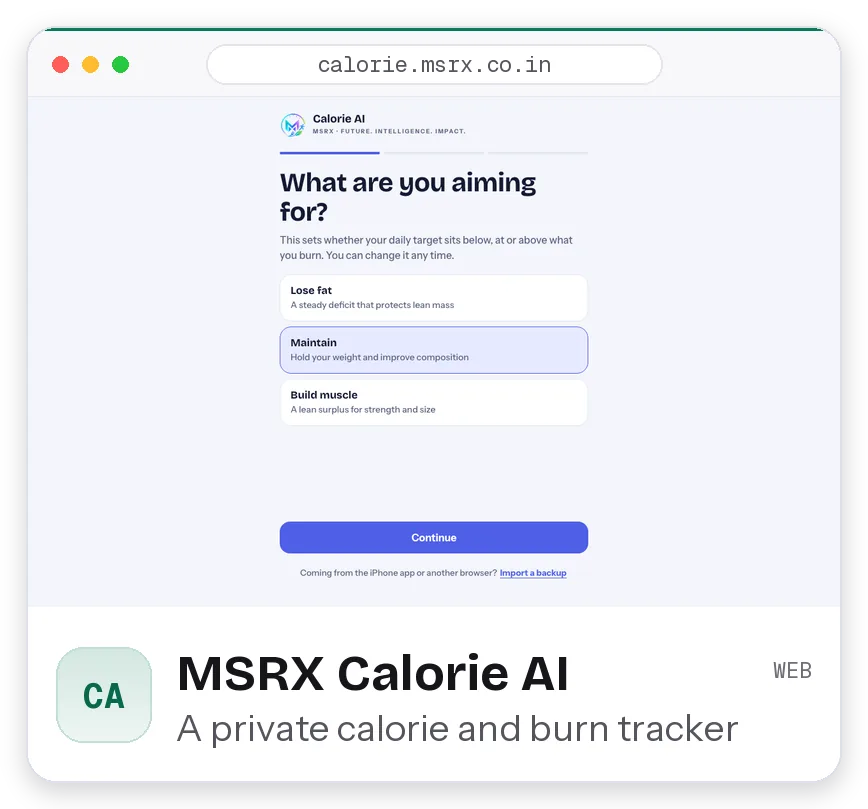 calorie.msrx.co.in
Calorie AI
MSRX · FUTURE. INTELLIGENCE. IMPACT.
What are you aiming
for?
This sets whether your daily target sits below, at or above what
you burn. You can change it any time.
Lose fat
A steady deficit that protects lean mass
Maintain
Hold your weight and improve composition
Build muscle
A lean surplus for strength and size
Continue
Coming from the iPhone app or another browser? Import a backup
CA
MSRX Calorie AI
WEB
A private calorie and burn tracker